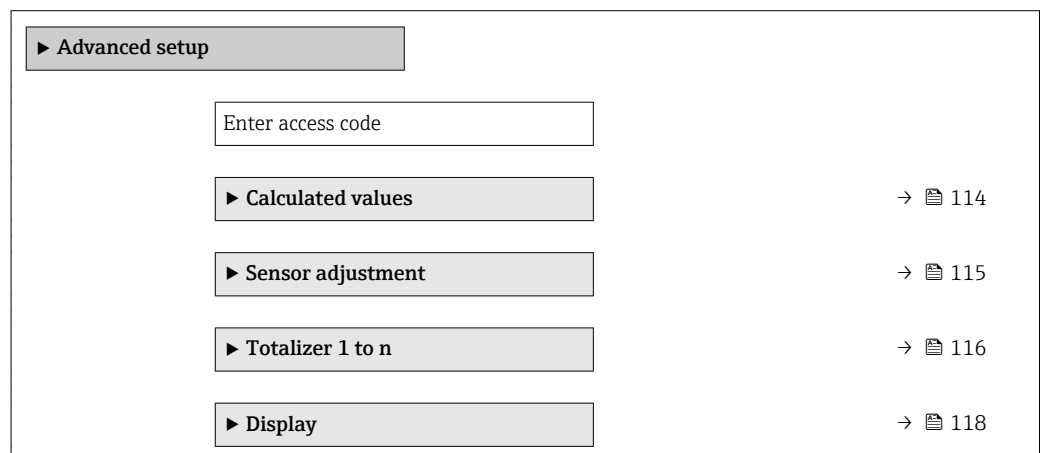 ▶ Advanced setup
Enter access code
▶ Calculated values → 114
▶ Sensor adjustment → 115
▶ Totalizer 1 to n → 116
▶ Display → 118